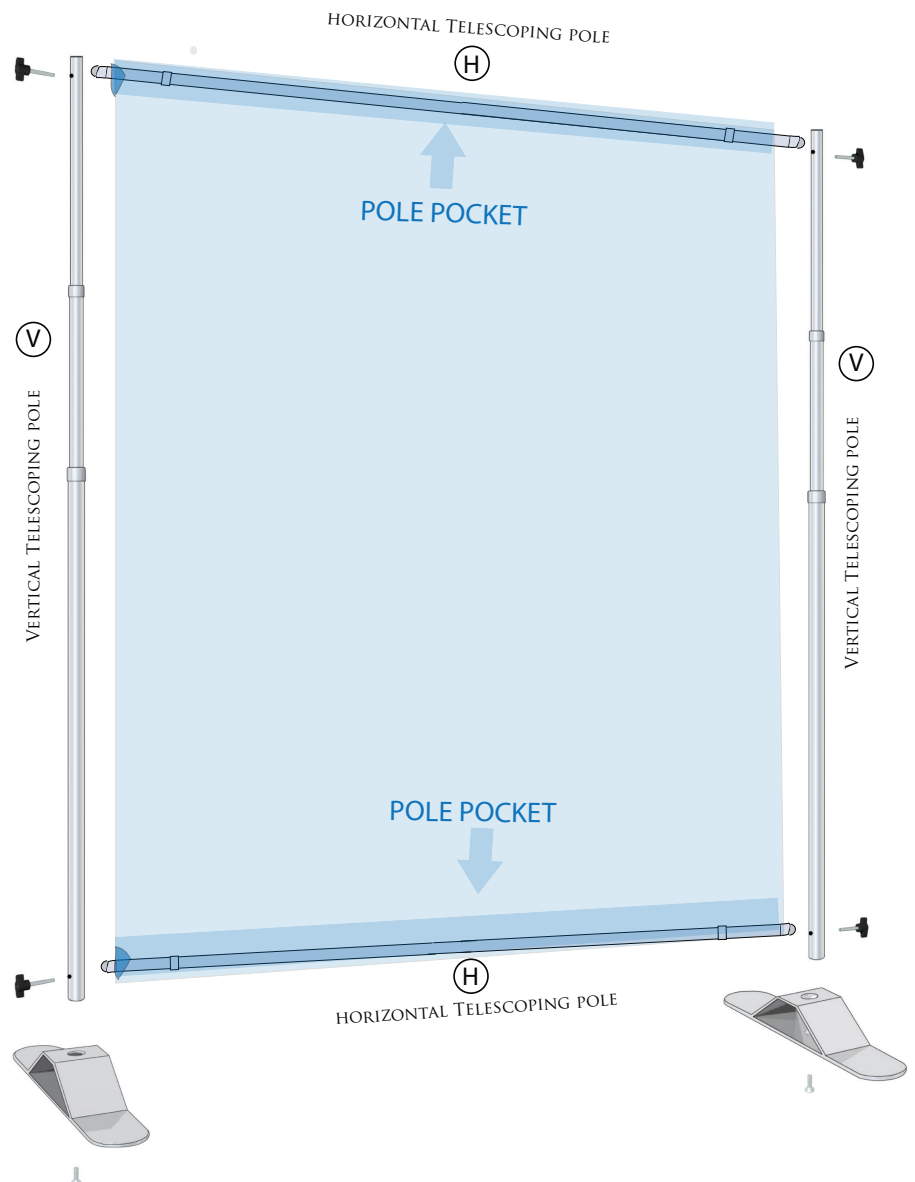 HORIZONTAL TELESCOPING POLE
H
POLE POCKET
V
VERTICAL TELESCOPING POLE
V
VERTICAL TELESCOPING POLE
POLE POCKET
H
HORIZONTAL TELESCOPING POLE